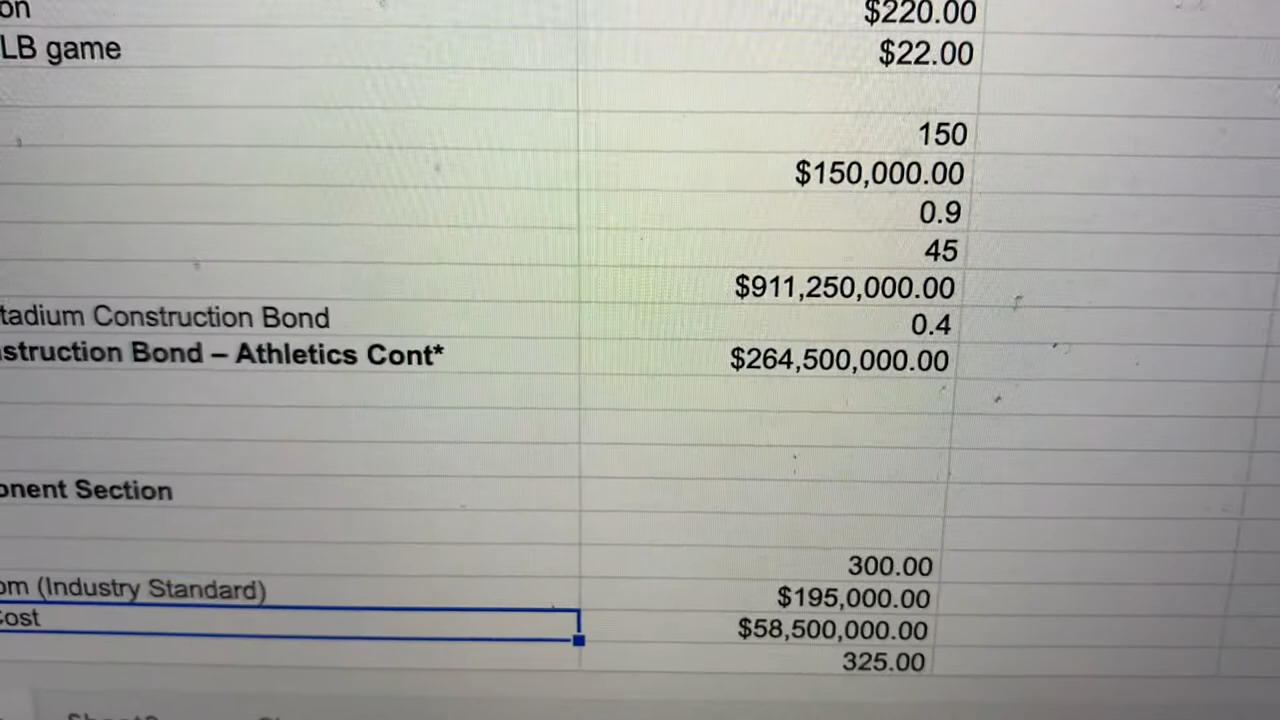 on $220.00
LB game $22.00
150
$150,000.00
0.9
45
$911,250,000.00
tadium Construction Bond 0.4
struction Bond – Athletics Cont* $264,500,000.00
onent Section
300.00
om (Industry Standard) $195,000.00
Cost $58,500,000.00
325.00